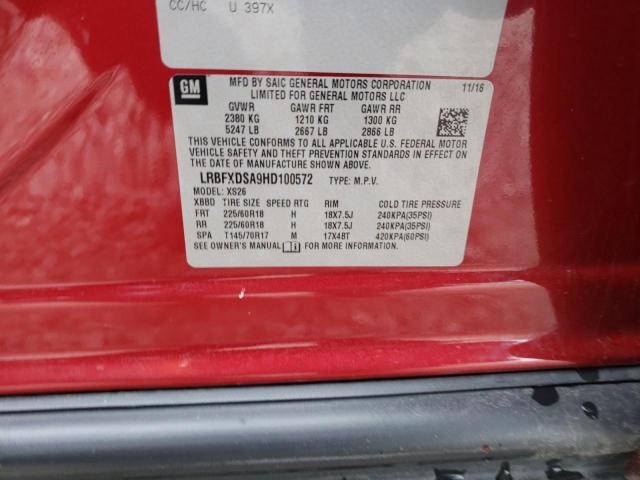 CC/HC U 397X
GM
MFD BY SAIC GENERAL MOTORS CORPORATION 11/16
LIMITED FOR GENERAL MOTORS LLC
GVWR GAWR FRT GAWR RR
2380 KG 1210 KG 1300 KG
5247 LB 2667 LB 2866 LB
THIS VEHICLE CONFORMS TO ALL APPLICABLE U.S. FEDERAL MOTOR
VEHICLE SAFETY AND THEFT PREVENTION STANDARDS IN EFFECT ON THE
DATE OF MANUFACTURE SHOWN ABOVE.
LRBFXDSA9HD100572 TYPE: M.P.V.
MODEL: XS26
XBBD TIRE SIZE SPEED RTG RIM COLD TIRE PRESSURE
FRT 225/60R18 H 18X7.5J 240KPA(35PSI)
RR 225/60R18 H 18X7.5J 240KPA(35PSI)
SPA T145/70R17 M 17X4BT 420KPA(60PSI)
SEE OWNER'S MANUAL FOR MORE INFORMATION.